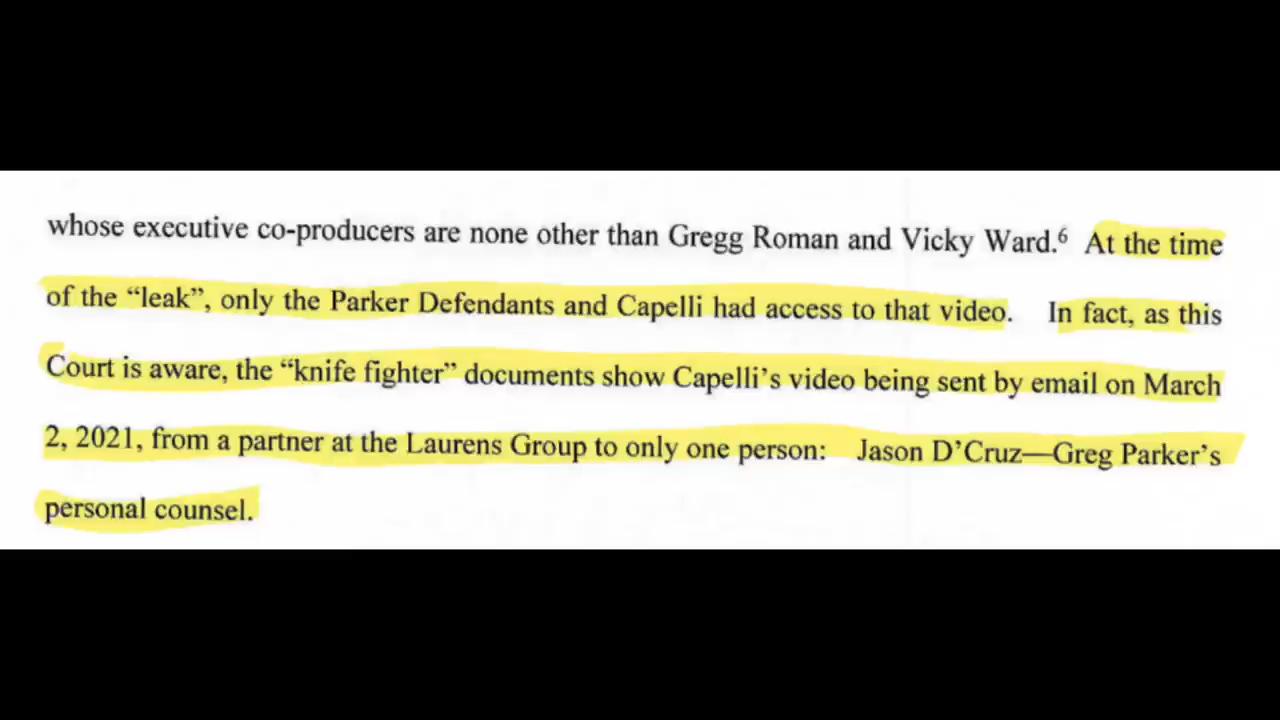 whose executive co-producers are none other than Gregg Roman and Vicky Ward.⁶ At the time
of the “leak”, only the Parker Defendants and Capelli had access to that video. In fact, as this
Court is aware, the “knife fighter” documents show Capelli’s video being sent by email on March
2, 2021, from a partner at the Laurens Group to only one person: Jason D’Cruz—Greg Parker’s
personal counsel.